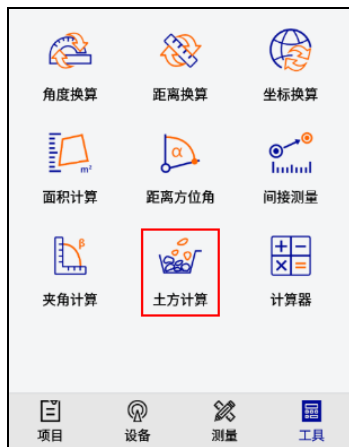 角度换算 距离换算 坐标换算
m²
面积计算
α
距离方位角 间接测量
β
夹角计算 土方计算 计算器
项目 设备 测量 工具